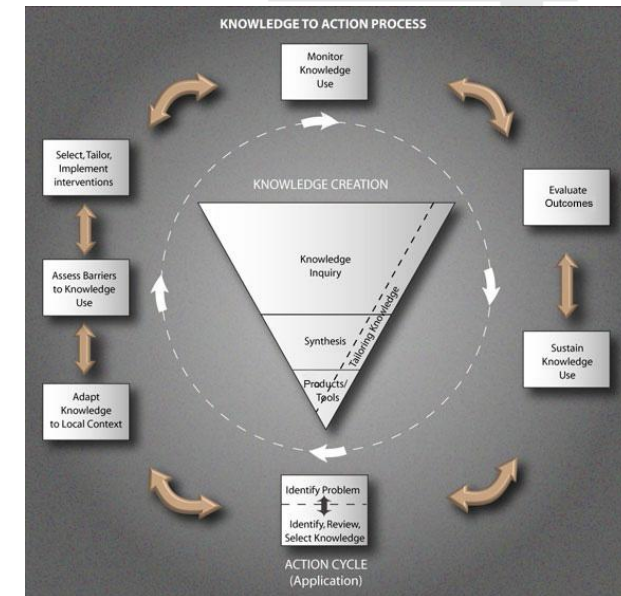 KNOWLEDGE TO ACTION PROCESS
Monitor
Knowledge
Use
Select, Tailor,
Implement
interventions
KNOWLEDGE CREATION
Evaluate
Outcomes
Knowledge
Inquiry
Assess Barriers
to Knowledge
Use
Tailoring Knowledge
Synthesis
Sustain
Knowledge
Use
Products/
Tools
Adapt
Knowledge
to Local Context
Identify Problem
Identify, Review,
Select Knowledge
ACTION CYCLE
(Application)